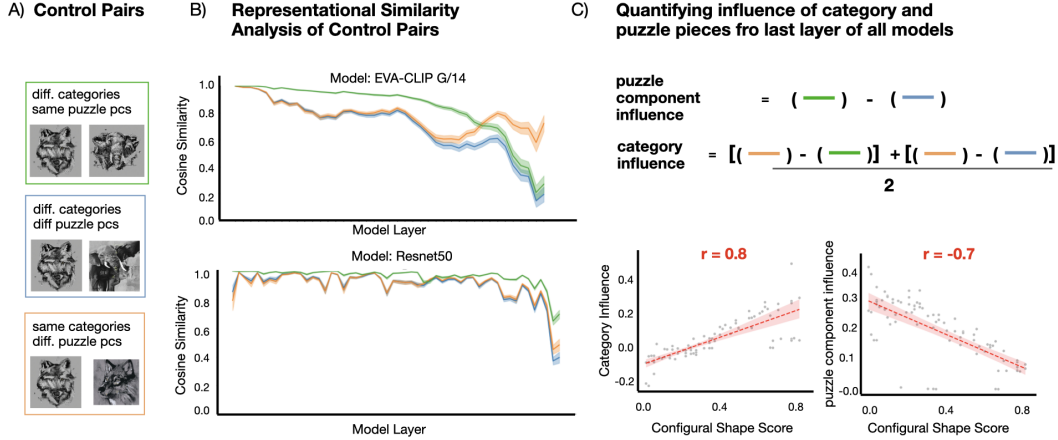 A) Control Pairs
diff. categories
same puzzle pcs
diff. categories
diff puzzle pcs
same categories
diff. puzzle pcs
B) Representational Similarity
Analysis of Control Pairs
Model: EVA-CLIP G/14
Cosine Similarity
1.0
0.8
0.6
0.4
0.2
0.0
Model Layer
Model: Resnet50
Cosine Similarity
1.0
0.8
0.6
0.4
0.2
0.0
Model Layer
C) Quantifying influence of category and
puzzle pieces fro last layer of all models
puzzle
component
influence
= ( ) - ( )
category
influence
= [( ) - ( )] + [( ) - ( )]
2
r = 0.8
Category Influence
0.4
0.2
0.0
-0.2
0.0 0.4 0.8
Configural Shape Score
r = -0.7
puzzle component influence
0.4
0.3
0.2
0.1
-0.0
0.0 0.4 0.8
Configural Shape Score